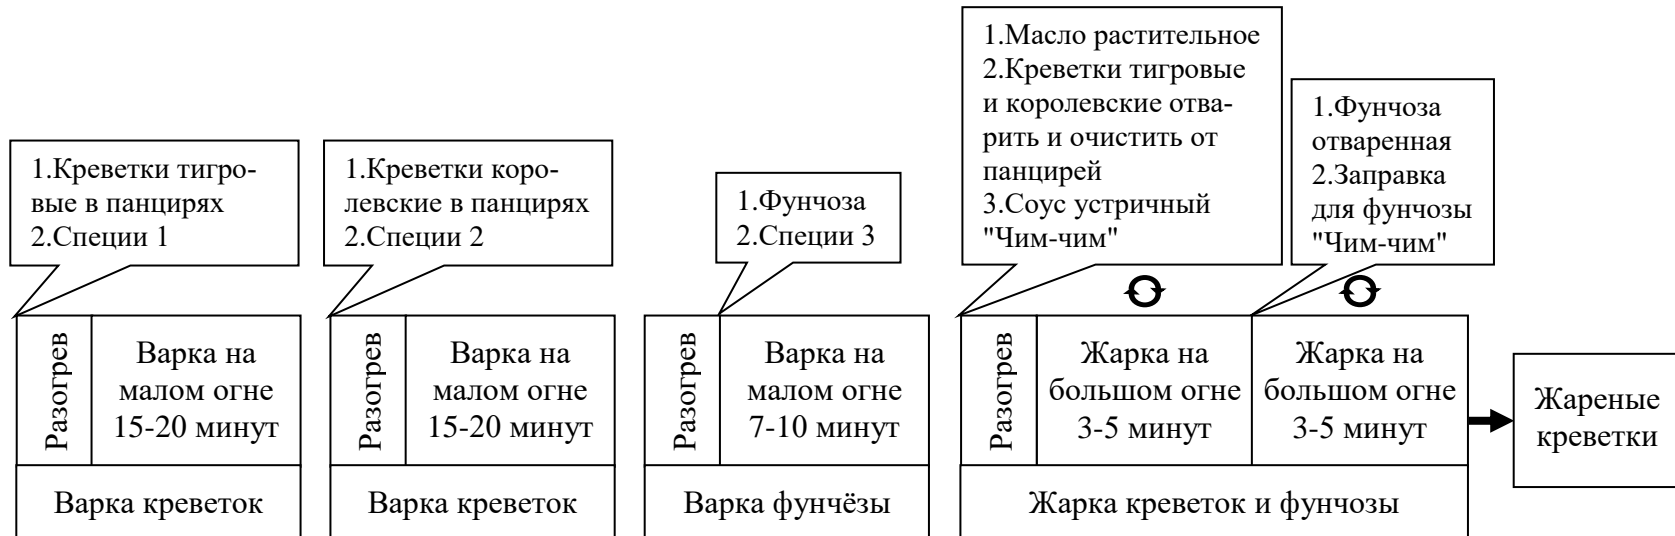 1.Креветки тигро-
вые в панцирях
2.Специи 1
1.Креветки коро-
левские в панцирях
2.Специи 2
1.Фунчоза
2.Специи 3
1.Масло растительное
2.Креветки тигровые
и королевские отва-
рить и очистить от
панцирей
3.Соус устричный
"Чим-чим"
1.Фунчоза
отваренная
2.Заправка
для фунчозы
"Чим-чим"
Разогрев
Варка на
малом огне
15-20 минут
Варка креветок
Разогрев
Варка на
малом огне
15-20 минут
Варка креветок
Разогрев
Варка на
малом огне
7-10 минут
Варка фунчёзы
Разогрев
Жарка на
большом огне
3-5 минут
Жарка на
большом огне
3-5 минут
Жарка креветок и фунчозы
Жареные
креветки